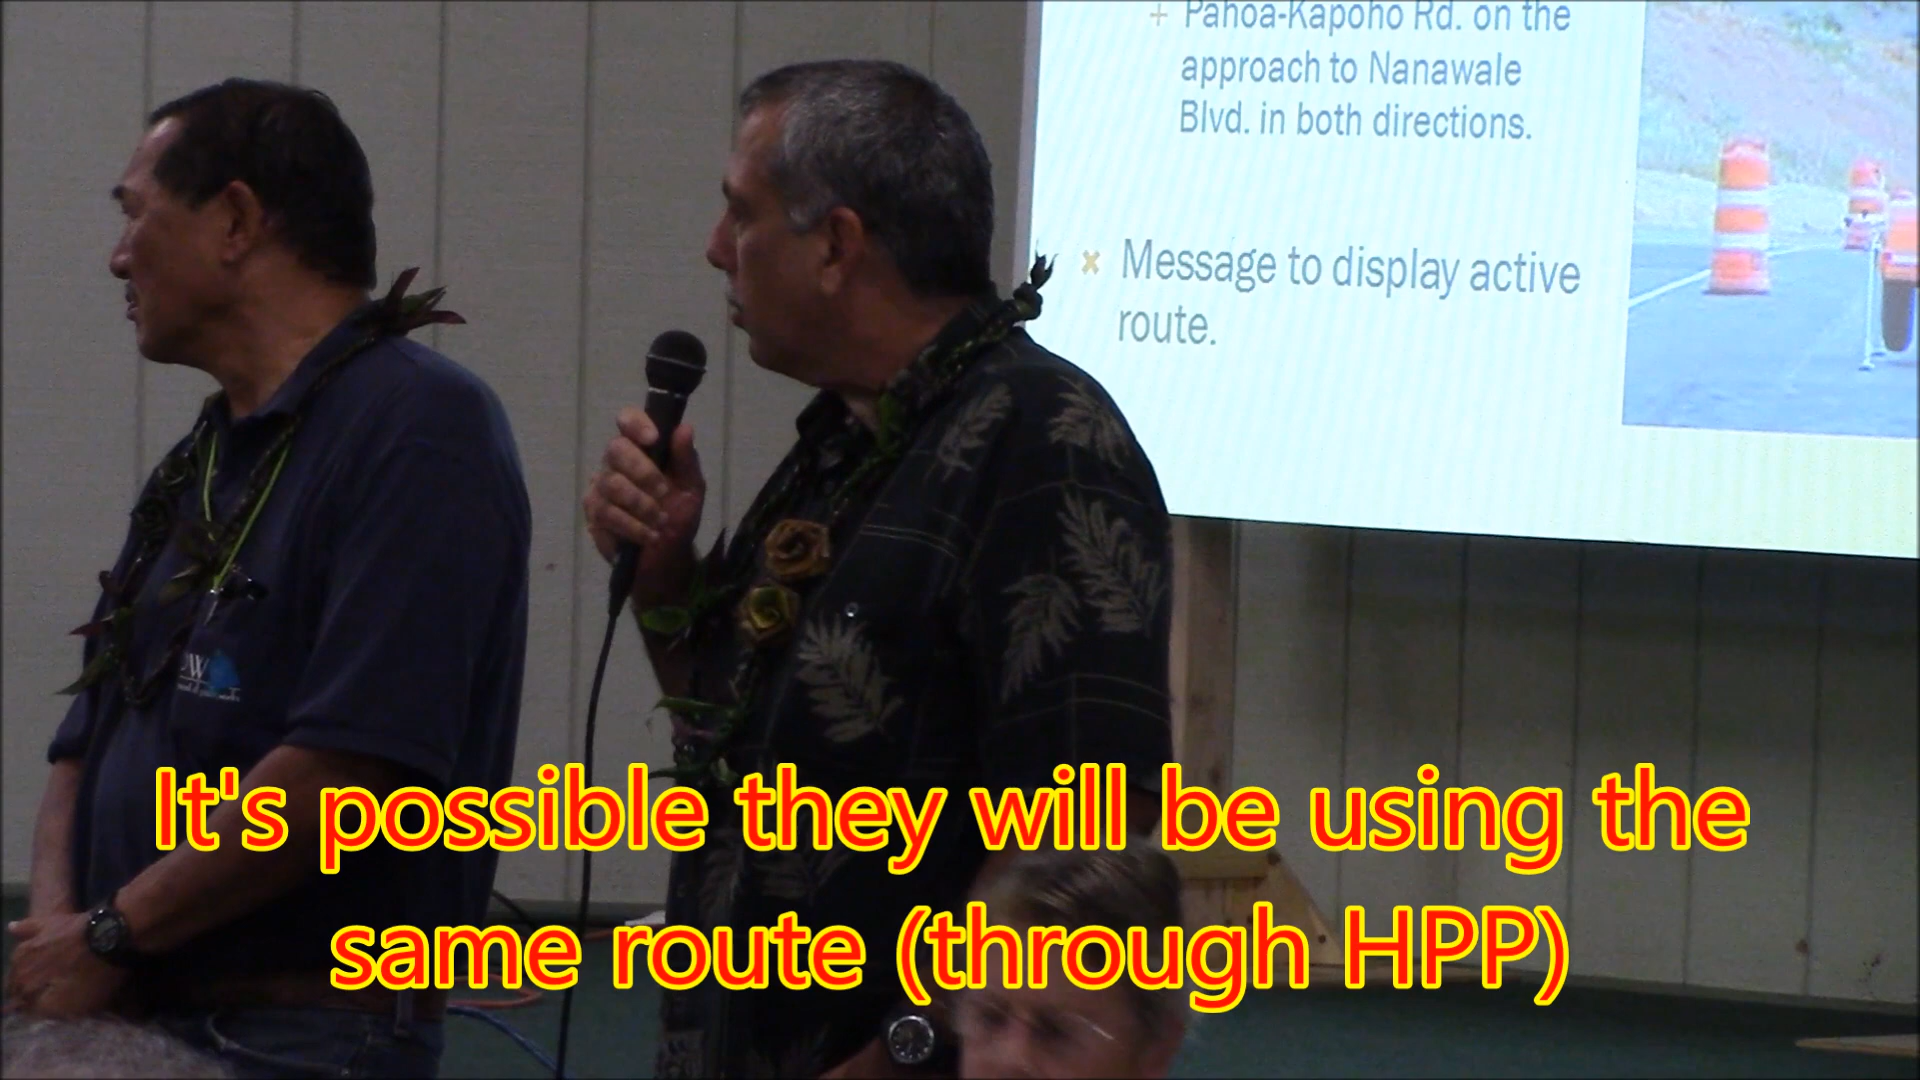 + Pahoa-Kapoho Rd. on the
approach to Nanawale
Blvd. in both directions.
× Message to display active
route.
It's possible they will be using the
same route (through HPP)